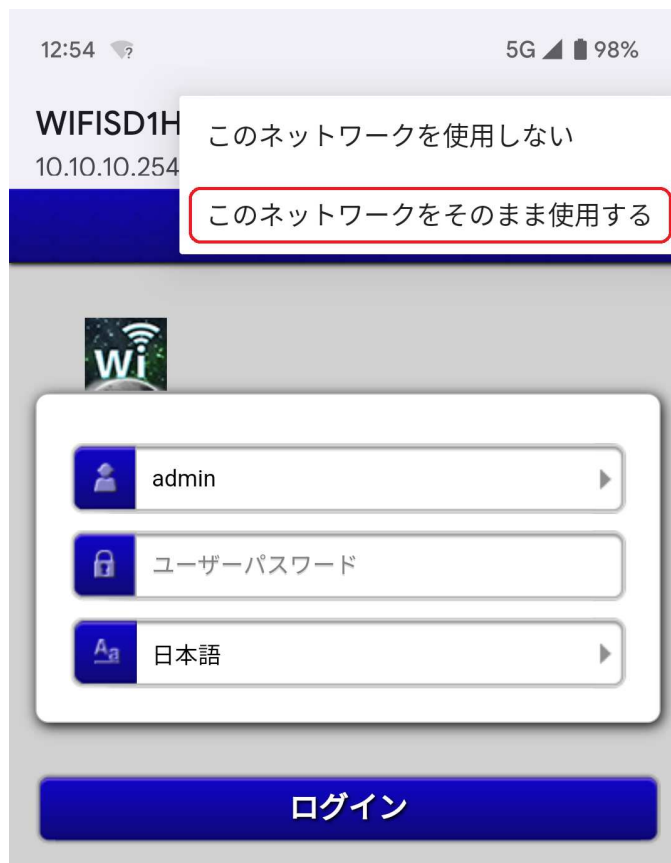 12:54
5G 98%
WIFISD1H
10.10.10.254
このネットワークを使用しない
このネットワークをそのまま使用する
Wi
admin
ユーザーパスワード
Aa
日本語
ログイン